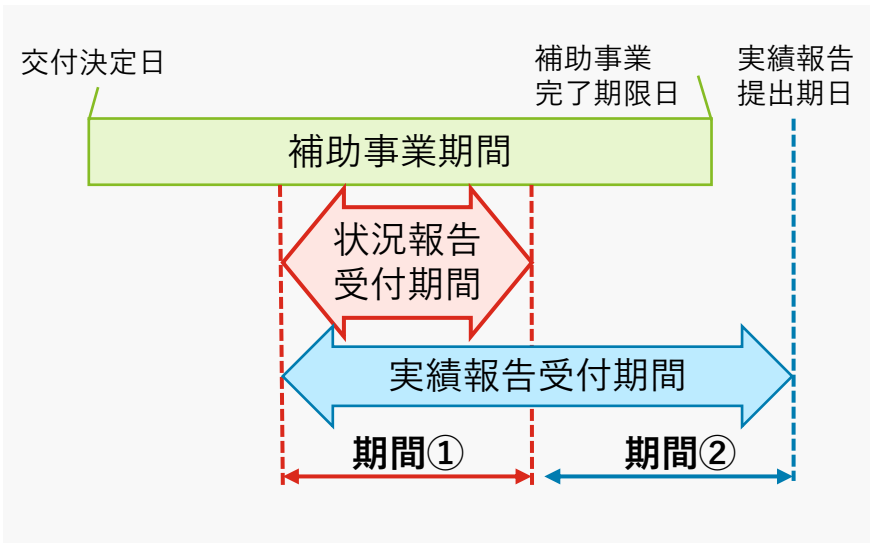 交付決定日
補助事業
完了期限日
実績報告
提出期日
補助事業期間
状況報告
受付期間
実績報告受付期間
期間①
期間②